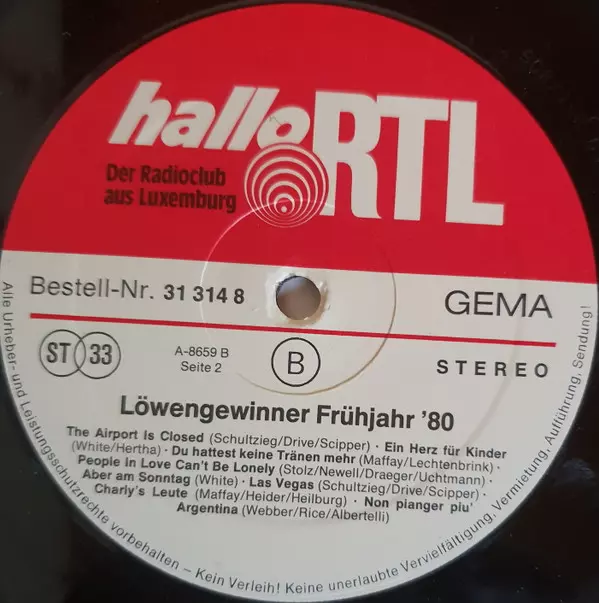 hallo RTL
Der Radioclub
aus Luxemburg
Bestell-Nr. 31 314 8
GEMA
ST 33
A-8659 B
Seite 2
B
STEREO
Löwengewinner Frühjahr '80
The Airport Is Closed (Schultzieg/Drive/Scipper) · Ein Herz für Kinder
(White/Hertha) · Du hattest keine Tränen mehr (Maffay/Lechtenbrink) ·
People In Love Can't Be Lonely (Stolz/Newell/Draeger/Uchtmann) ·
Aber am Sonntag (White) · Las Vegas (Schultzieg/Drive/Scipper) ·
Charly's Leute (Maffay/Heider/Heilburg) · Non pianger piu'
Argentina (Webber/Rice/Albertelli)
Alle Urheber- und Leistungsschutzrechte vorbehalten – Kein Verleih! Keine unerlaubte Vervielfältigung, Vermietung, Aufführung, Sendung!